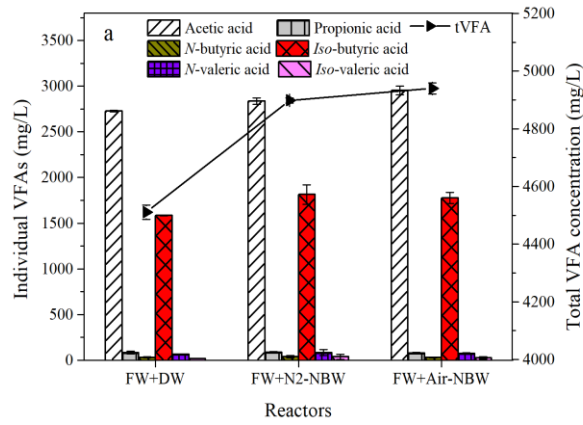 a
Acetic acid
Propionic acid
tVFA
N-butyric acid
Iso-butyric acid
N-valeric acid
Iso-valeric acid
Individual VFAs (mg/L)
3500
3000
2500
2000
1500
1000
500
0
Total VFA concentration (mg/L)
5200
5000
4800
4600
4400
4200
4000
FW+DW
FW+N2-NBW
FW+Air-NBW
Reactors